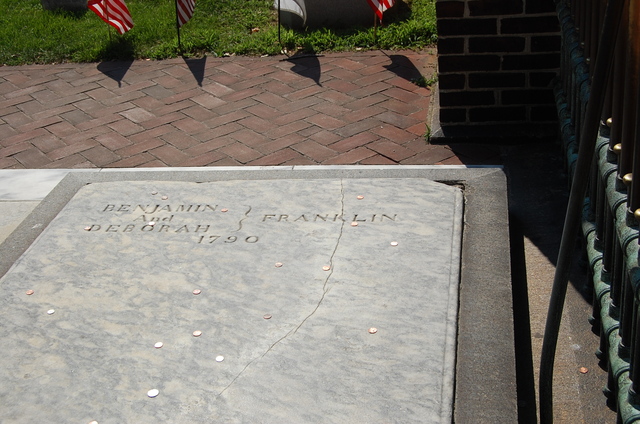 BENJAMIN
And FRANKLIN
DEBORAH
1790